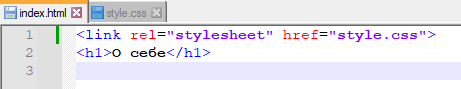 index.html style.css
1 <link rel="stylesheet" href="style.css">
2 <h1>О себе</h1>
3